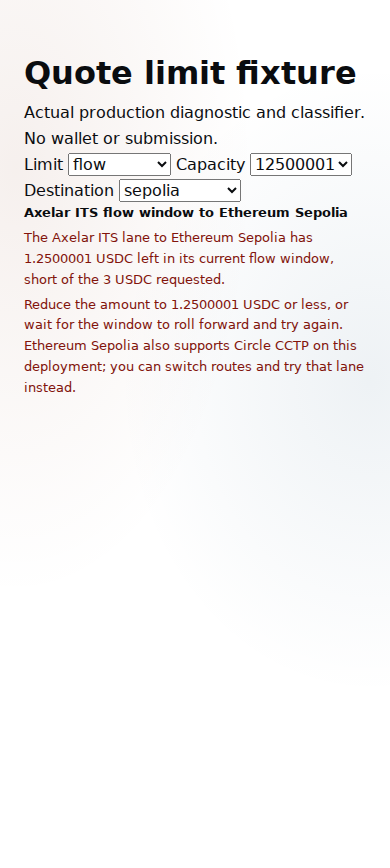 Quote limit fixture
Actual production diagnostic and classifier.
No wallet or submission.
Limit flow Capacity 12500001
Destination sepolia
Axelar ITS flow window to Ethereum Sepolia
The Axelar ITS lane to Ethereum Sepolia has
1.2500001 USDC left in its current flow window,
short of the 3 USDC requested.
Reduce the amount to 1.2500001 USDC or less, or
wait for the window to roll forward and try again.
Ethereum Sepolia also supports Circle CCTP on this
deployment; you can switch routes and try that lane
instead.